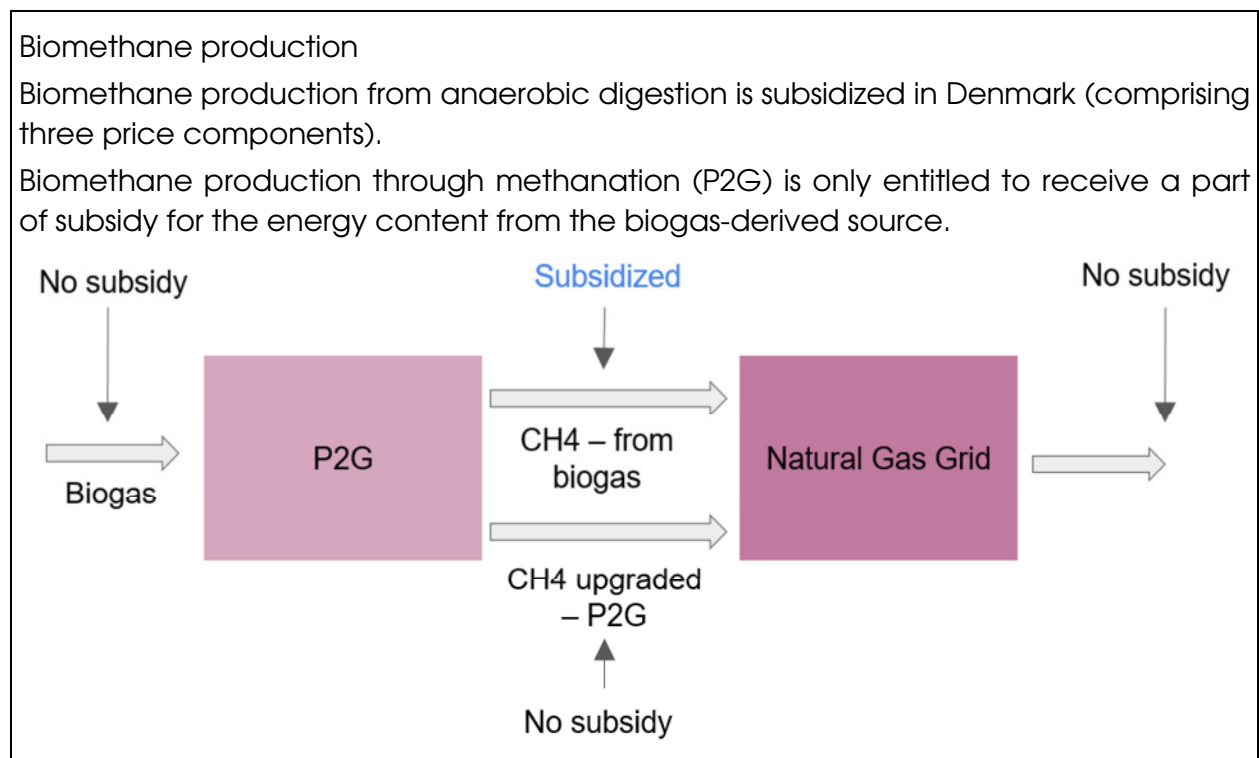 Biomethane production
Biomethane production from anaerobic digestion is subsidized in Denmark (comprising
three price components).
Biomethane production through methanation (P2G) is only entitled to receive a part
of subsidy for the energy content from the biogas-derived source.
No subsidy
Subsidized
No subsidy
Biogas
P2G
CH4 – from
biogas
Natural Gas Grid
CH4 upgraded
– P2G
No subsidy